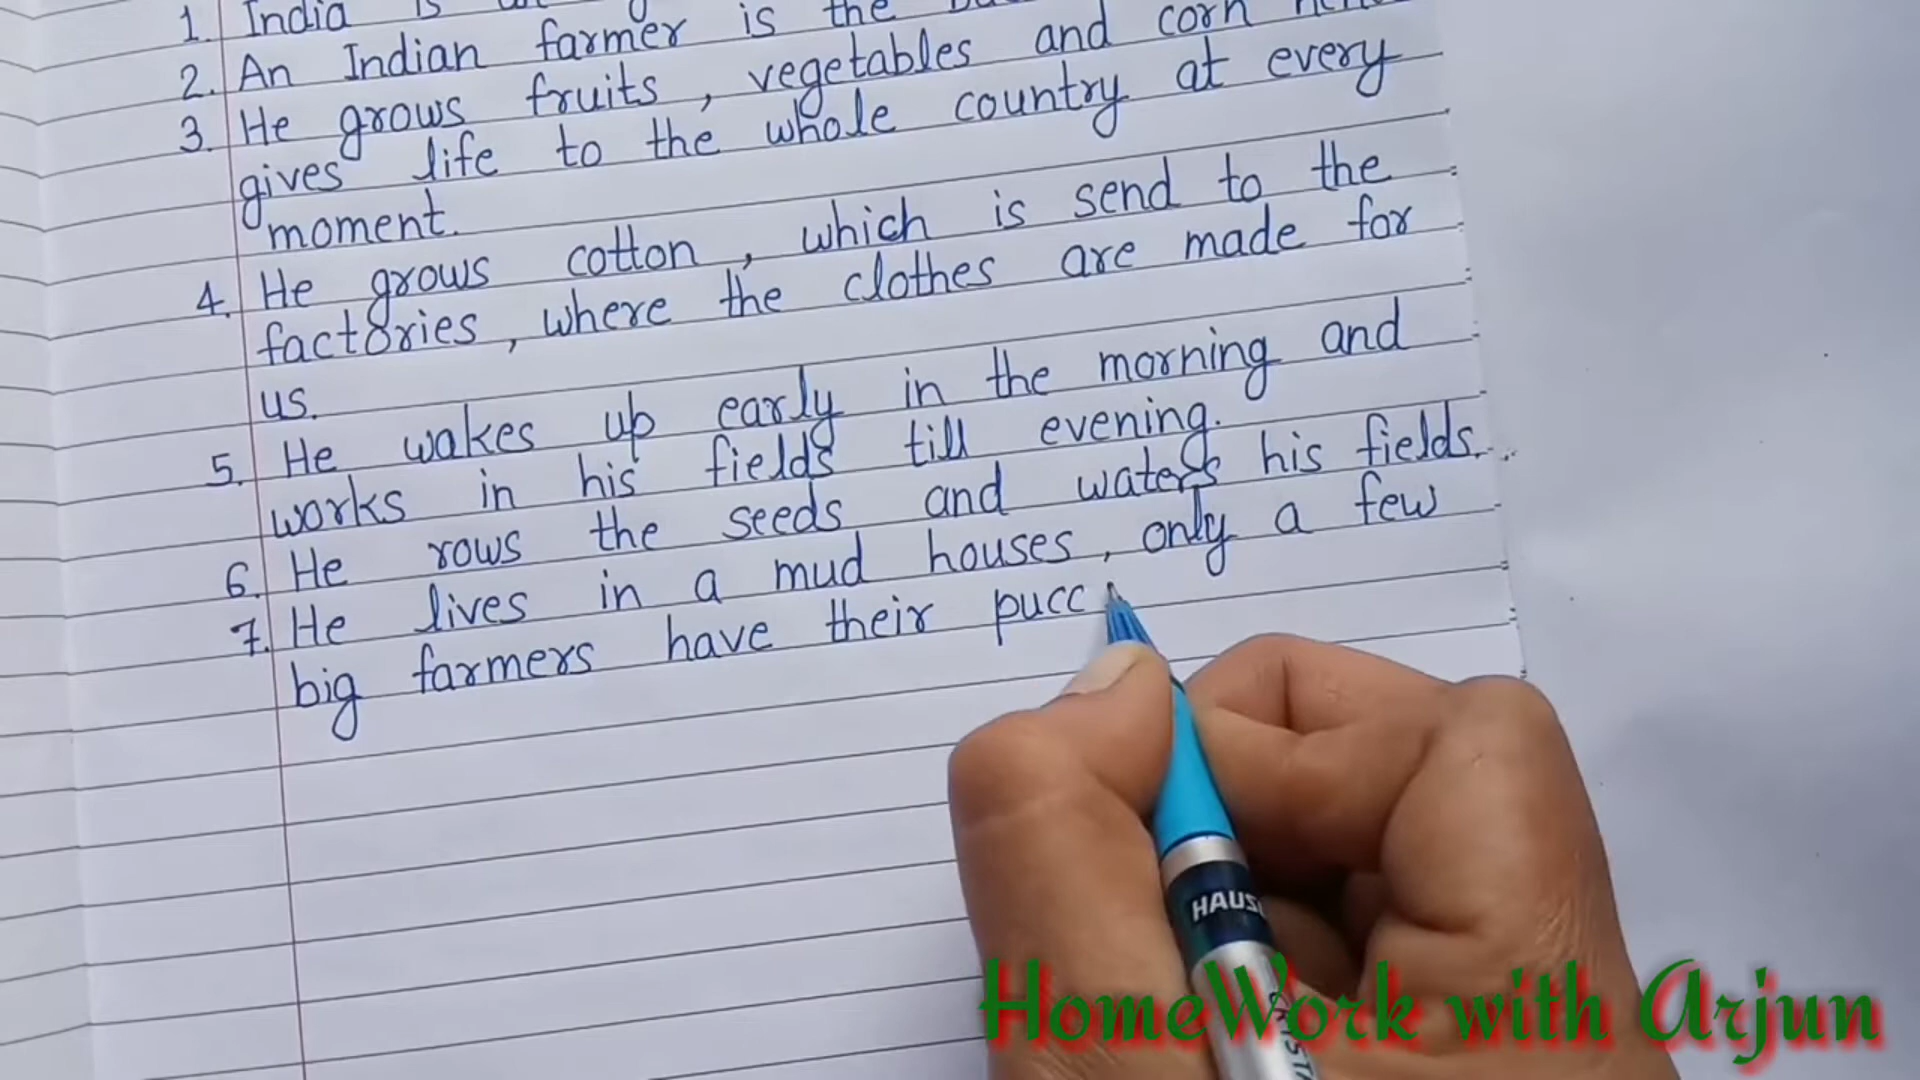 1. India is
2. An Indian farmer is the
3. He grows fruits, vegetables and corn
gives life to the whole country at every
moment.
4. He grows cotton, which is send to the
factories, where the clothes are made for
us.
5. He wakes up early in the morning and
works in his fields till evening.
6. He rows the seeds and waters his fields.
7. He lives in a mud houses, only a few
big farmers have their pucc
HAUS
HomeWork with Arjun